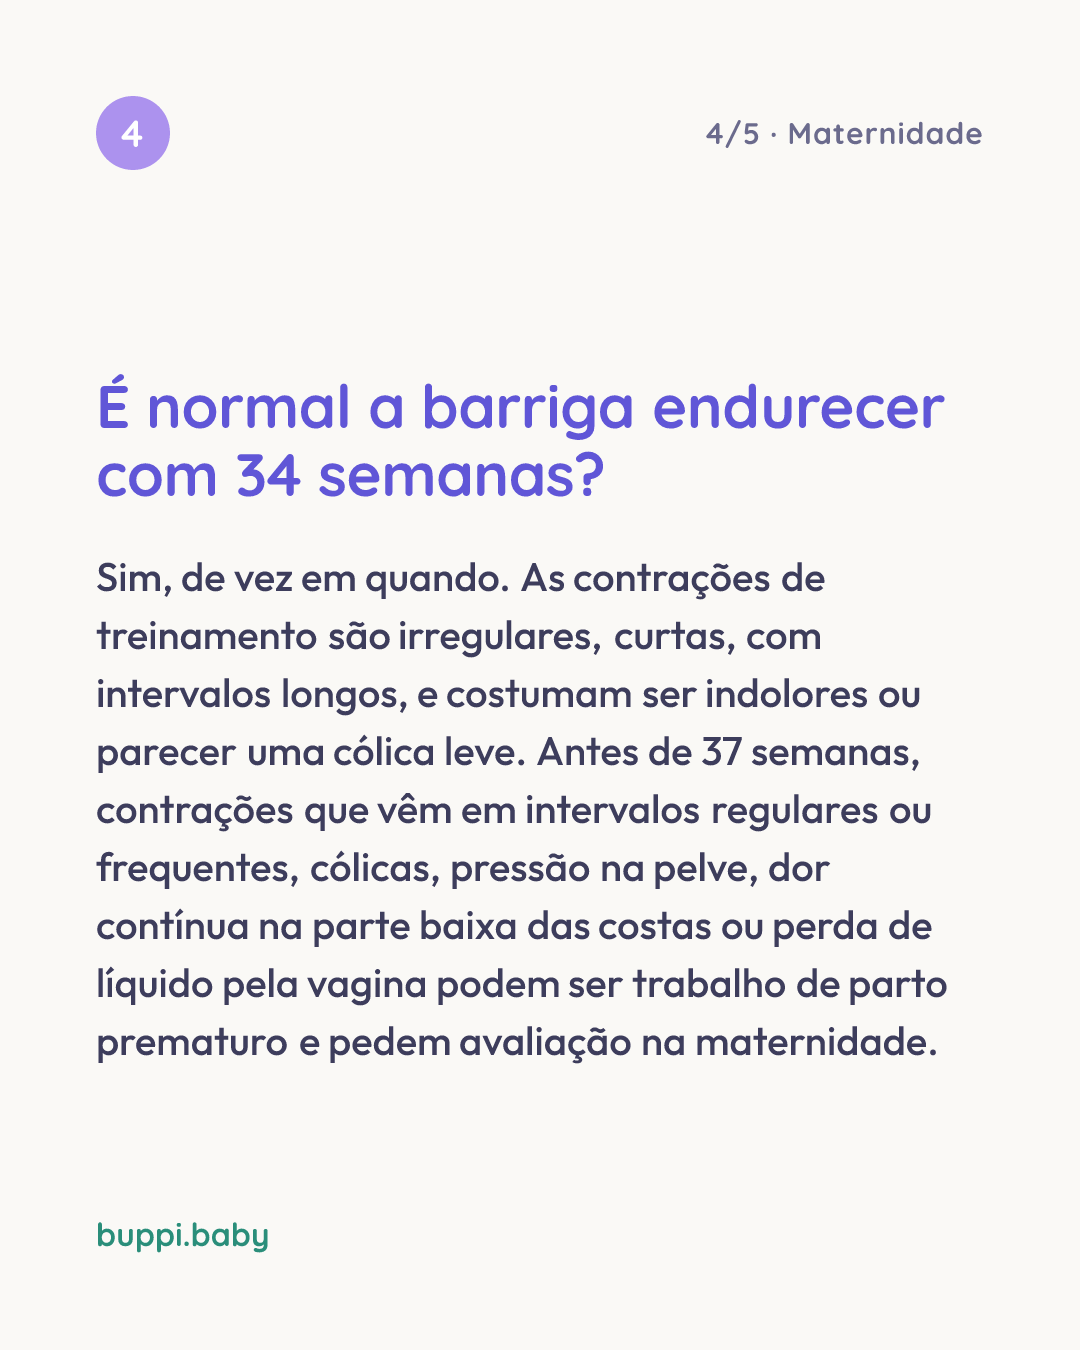 4
4/5 · Maternidade
É normal a barriga endurecer
com 34 semanas?
Sim, de vez em quando. As contrações de
treinamento são irregulares, curtas, com
intervalos longos, e costumam ser indolores ou
parecer uma cólica leve. Antes de 37 semanas,
contrações que vêm em intervalos regulares ou
frequentes, cólicas, pressão na pelve, dor
contínua na parte baixa das costas ou perda de
líquido pela vagina podem ser trabalho de parto
prematuro e pedem avaliação na maternidade.
buppi.baby